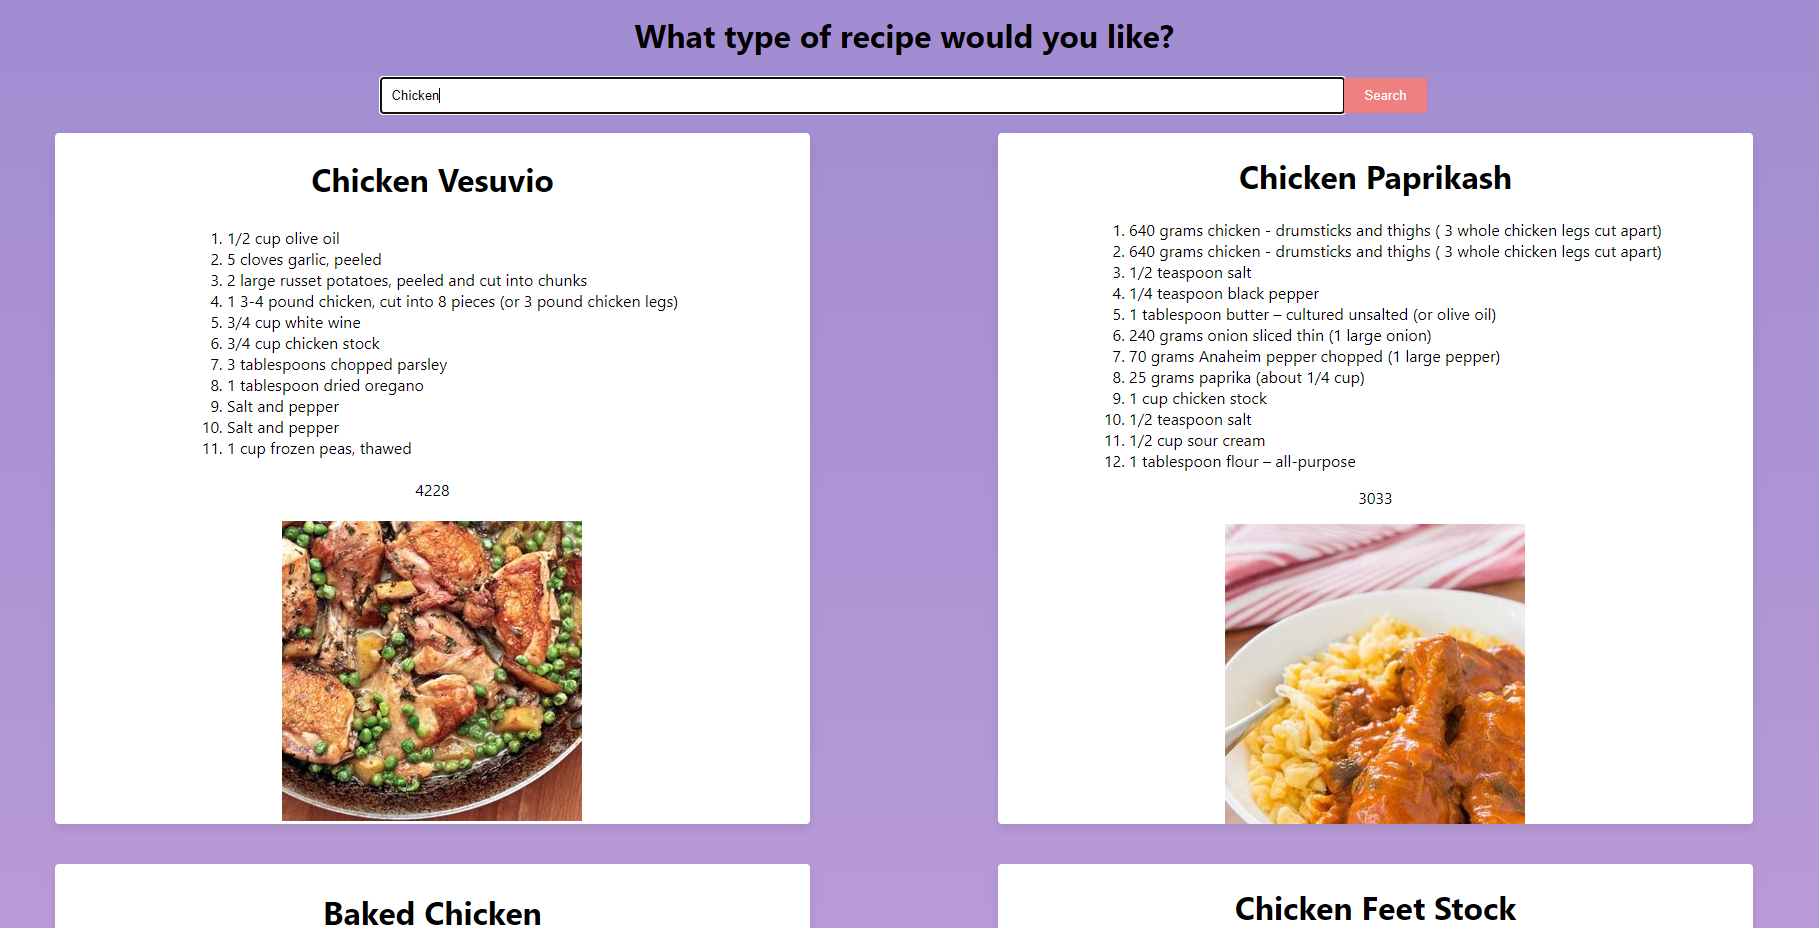 What type of recipe would you like?
Chicken
Search
Chicken Vesuvio
1. 1/2 cup olive oil
2. 5 cloves garlic, peeled
3. 2 large russet potatoes, peeled and cut into chunks
4. 1 3-4 pound chicken, cut into 8 pieces (or 3 pound chicken legs)
5. 3/4 cup white wine
6. 3/4 cup chicken stock
7. 3 tablespoons chopped parsley
8. 1 tablespoon dried oregano
9. Salt and pepper
10. Salt and pepper
11. 1 cup frozen peas, thawed
4228
Chicken Paprikash
1. 640 grams chicken - drumsticks and thighs ( 3 whole chicken legs cut apart)
2. 640 grams chicken - drumsticks and thighs ( 3 whole chicken legs cut apart)
3. 1/2 teaspoon salt
4. 1/4 teaspoon black pepper
5. 1 tablespoon butter – cultured unsalted (or olive oil)
6. 240 grams onion sliced thin (1 large onion)
7. 70 grams Anaheim pepper chopped (1 large pepper)
8. 25 grams paprika (about 1/4 cup)
9. 1 cup chicken stock
10. 1/2 teaspoon salt
11. 1/2 cup sour cream
12. 1 tablespoon flour – all-purpose
3033
Baked Chicken
Chicken Feet Stock